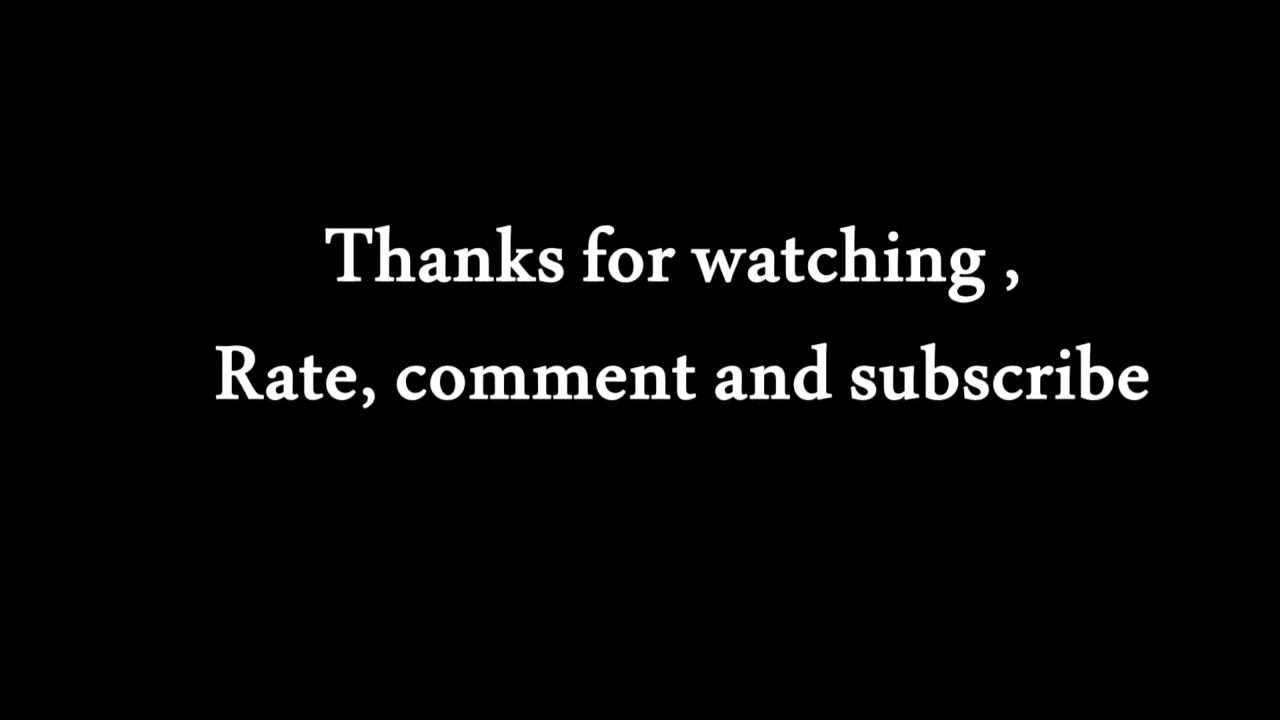 Thanks for watching ,
Rate, comment and subscribe